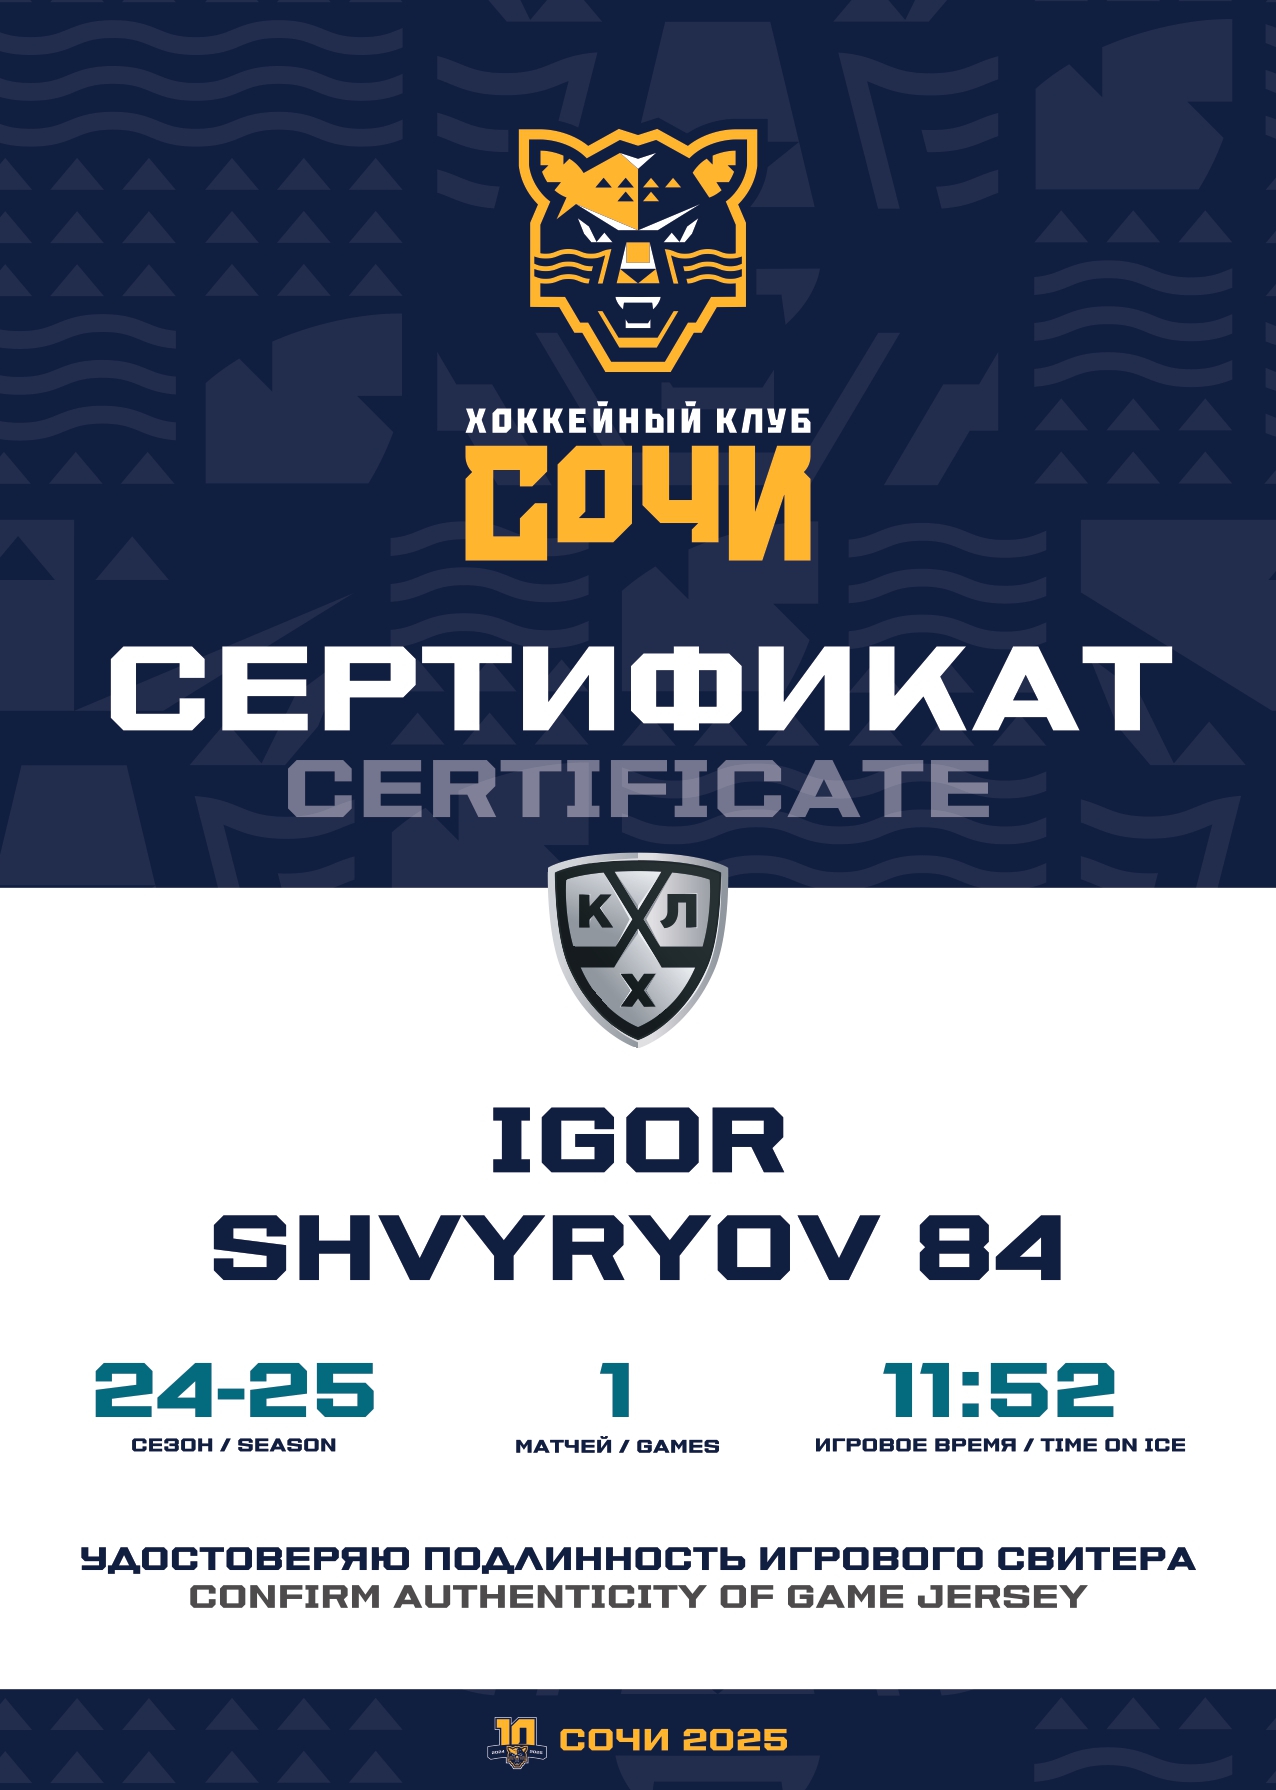 ХОККЕЙНЫЙ КЛУБ
СОЧИ
СЕРТИФИКАТ
CERTIFICATE
К Л
Х
IGOR
SHVYRYOV 84
24-25 1 11:52
СЕЗОН / SEASON МАТЧЕЙ / GAMES ИГРОВОЕ ВРЕМЯ / TIME ON ICE
УДОСТОВЕРЯЮ ПОДЛИННОСТЬ ИГРОВОГО СВИТЕРА
CONFIRM AUTHENTICITY OF GAME JERSEY
10 СОЧИ 2025